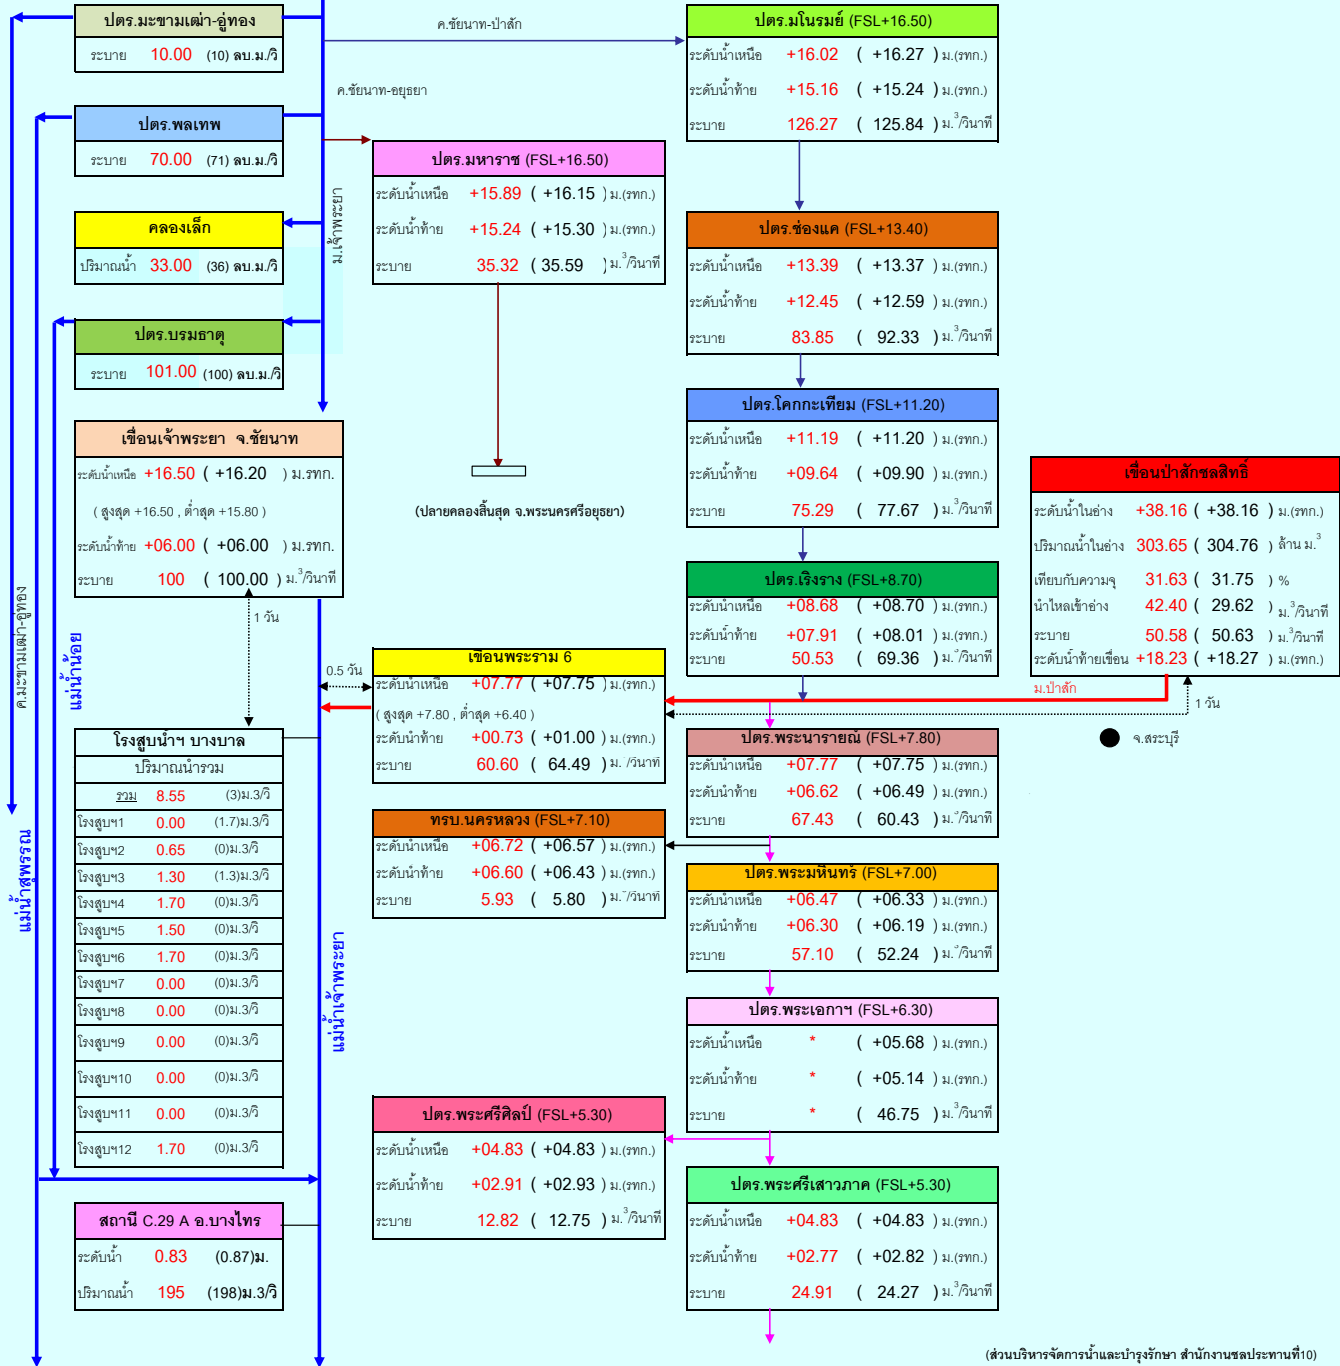 ปตร.มะขามเฒ่า-อู่ทอง
ระบาย 10.00 (10) ลบ.ม./วิ
ค.ชัยนาท-ป่าสัก
ปตร.มโนรมย์ (FSL+16.50)
ระดับน้ำเหนือ +16.02 ( +16.27 ) ม.(รทก.)
ระดับน้ำท้าย +15.16 ( +15.24 ) ม.(รทก.)
ระบาย 126.27 ( 125.84 ) ม.³/วินาที
ค.ชัยนาท-อยุธยา
ปตร.พลเทพ
ระบาย 70.00 (71) ลบ.ม./วิ
ปตร.มหาราช (FSL+16.50)
ระดับน้ำเหนือ +15.89 ( +16.15 ) ม.(รทก.)
ระดับน้ำท้าย +15.24 ( +15.30 ) ม.(รทก.)
ระบาย 35.32 ( 35.59 ) ม.³/วินาที
คลองเล็ก
ปริมาณน้ำ 33.00 (36) ลบ.ม./วิ
ม.เจ้าพระยา
ปตร.ช่องแค (FSL+13.40)
ระดับน้ำเหนือ +13.39 ( +13.37 ) ม.(รทก.)
ระดับน้ำท้าย +12.45 ( +12.59 ) ม.(รทก.)
ระบาย 83.85 ( 92.33 ) ม.³/วินาที
ปตร.บรมธาตุ
ระบาย 101.00 (100) ลบ.ม./วิ
ปตร.โคกกะเทียม (FSL+11.20)
ระดับน้ำเหนือ +11.19 ( +11.20 ) ม.(รทก.)
ระดับน้ำท้าย +09.64 ( +09.90 ) ม.(รทก.)
ระบาย 75.29 ( 77.67 ) ม.³/วินาที
เขื่อนเจ้าพระยา จ.ชัยนาท
ระดับน้ำเหนือ +16.50 ( +16.20 ) ม.รทก.
( สูงสุด +16.50 , ต่ำสุด +15.80 )
ระดับน้ำท้าย +06.00 ( +06.00 ) ม.รทก.
ระบาย 100 ( 100.00 ) ม.³/วินาที
(ปลายคลองสิ้นสุด จ.พระนครศรีอยุธยา)
เขื่อนป่าสักชลสิทธิ์
ระดับน้ำในอ่าง +38.16 ( +38.16 ) ม.(รทก.)
ปริมาณน้ำในอ่าง 303.65 ( 304.76 ) ล้าน ม.³
เทียบกับความจุ 31.63 ( 31.75 ) %
น้ำไหลเข้าอ่าง 42.40 ( 29.62 ) ม.³/วินาที
ระบาย 50.58 ( 50.63 ) ม.³/วินาที
ระดับน้ำท้ายเขื่อน +18.23 ( +18.27 ) ม.(รทก.)
ปตร.เริงราง (FSL+8.70)
ระดับน้ำเหนือ +08.68 ( +08.70 ) ม.(รทก.)
ระดับน้ำท้าย +07.91 ( +08.01 ) ม.(รทก.)
ระบาย 50.53 ( 69.36 ) ม.³/วินาที
1 วัน
ค.มะขามเฒ่า-อู่ทอง
แม่น้ำน้อย
0.5 วัน
เขื่อนพระราม 6
ระดับน้ำเหนือ +07.77 ( +07.75 ) ม.(รทก.)
( สูงสุด +7.80 , ต่ำสุด +6.40 )
ระดับน้ำท้าย +00.73 ( +01.00 ) ม.(รทก.)
ระบาย 60.60 ( 64.49 ) ม.³/วินาที
ม.ป่าสัก
1 วัน
จ.สระบุรี
ปตร.พระนารายณ์ (FSL+7.80)
ระดับน้ำเหนือ +07.77 ( +07.75 ) ม.(รทก.)
ระดับน้ำท้าย +06.62 ( +06.49 ) ม.(รทก.)
ระบาย 67.43 ( 60.43 ) ม.³/วินาที
โรงสูบน้ำฯ บางบาล
ปริมาณน้ำรวม
รวม 8.55 (3)ม.3/วิ
โรงสูบฯ1 0.00 (1.7)ม.3/วิ
โรงสูบฯ2 0.65 (0)ม.3/วิ
โรงสูบฯ3 1.30 (1.3)ม.3/วิ
โรงสูบฯ4 1.70 (0)ม.3/วิ
โรงสูบฯ5 1.50 (0)ม.3/วิ
โรงสูบฯ6 1.70 (0)ม.3/วิ
โรงสูบฯ7 0.00 (0)ม.3/วิ
โรงสูบฯ8 0.00 (0)ม.3/วิ
โรงสูบฯ9 0.00 (0)ม.3/วิ
โรงสูบฯ10 0.00 (0)ม.3/วิ
โรงสูบฯ11 0.00 (0)ม.3/วิ
โรงสูบฯ12 1.70 (0)ม.3/วิ
แม่น้ำสุพรรณ
แม่น้ำเจ้าพระยา
ทรบ.นครหลวง (FSL+7.10)
ระดับน้ำเหนือ +06.72 ( +06.57 ) ม.(รทก.)
ระดับน้ำท้าย +06.60 ( +06.43 ) ม.(รทก.)
ระบาย 5.93 ( 5.80 ) ม.³/วินาที
ปตร.พระมหินทร์ (FSL+7.00)
ระดับน้ำเหนือ +06.47 ( +06.33 ) ม.(รทก.)
ระดับน้ำท้าย +06.30 ( +06.19 ) ม.(รทก.)
ระบาย 57.10 ( 52.24 ) ม.³/วินาที
ปตร.พระเอกาฯ (FSL+6.30)
ระดับน้ำเหนือ * ( +05.68 ) ม.(รทก.)
ระดับน้ำท้าย * ( +05.14 ) ม.(รทก.)
ระบาย * ( 46.75 ) ม.³/วินาที
ปตร.พระศรีศิลป์ (FSL+5.30)
ระดับน้ำเหนือ +04.83 ( +04.83 ) ม.(รทก.)
ระดับน้ำท้าย +02.91 ( +02.93 ) ม.(รทก.)
ระบาย 12.82 ( 12.75 ) ม.³/วินาที
ปตร.พระศรีเสาวภาค (FSL+5.30)
ระดับน้ำเหนือ +04.83 ( +04.83 ) ม.(รทก.)
ระดับน้ำท้าย +02.77 ( +02.82 ) ม.(รทก.)
ระบาย 24.91 ( 24.27 ) ม.³/วินาที
สถานี C.29 A อ.บางไทร
ระดับน้ำ 0.83 (0.87)ม.
ปริมาณน้ำ 195 (198)ม.3/วิ
(ส่วนบริหารจัดการน้ำและบำรุงรักษา สำนักงานชลประทานที่10)